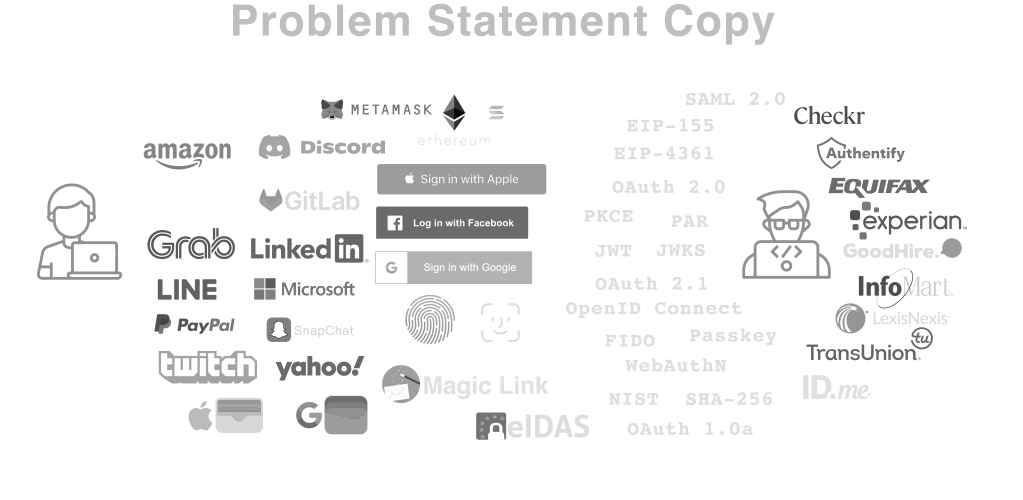 Problem Statement Copy
METAMASK
ethereum
SAML 2.0
Checkr
EIP-155
amazon
Discord
Authentify
EIP-4361
Sign in with Apple
OAuth 2.0
EQUIFAX
GitLab
Log in with Facebook
PKCE
PAR
experian™
Grab
LinkedIn
JWT
JWKS
GoodHire.
Sign in with Google
LINE
Microsoft
OAuth 2.1
InfoMart
OpenID Connect
PayPal
SnapChat
LexisNexis
FIDO
Passkey
tu
TransUnion
twitch
yahoo!
WebAuthN
Magic Link
ID.me
NIST
SHA-256
G
eIDAS
OAuth 1.0a